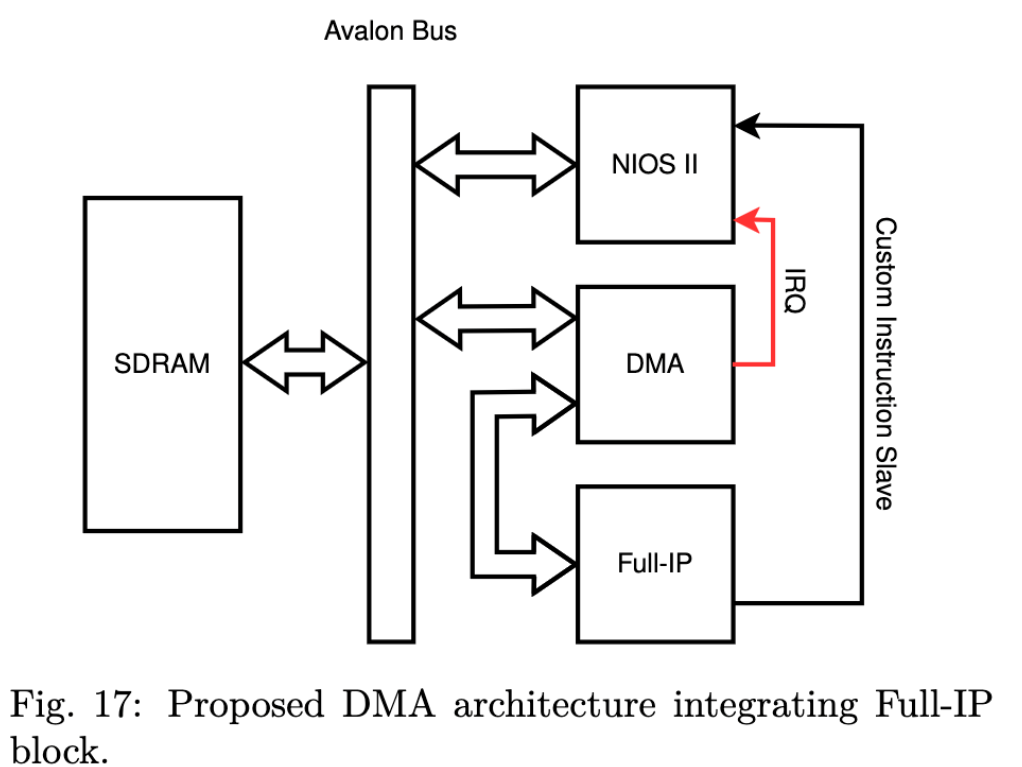 Avalon Bus
NIOS II
SDRAM
DMA
IRQ
Custom Instruction Slave
Full-IP
Fig. 17: Proposed DMA architecture integrating Full-IP
block.